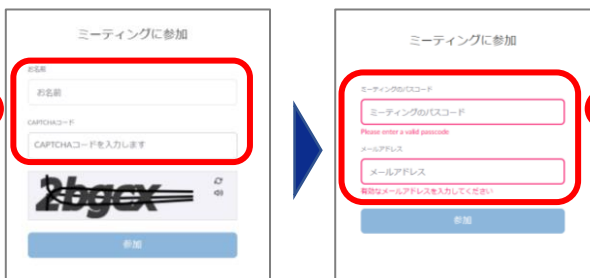 ミーティングに参加
お名前
お名前
CAPTCHAコード
CAPTCHAコードを入力します
2bgcx
参加
ミーティングに参加
ミーティングのパスコード
ミーティングのパスコード
Please enter a valid passcode
メールアドレス
メールアドレス
有効なメールアドレスを入力してください
参加